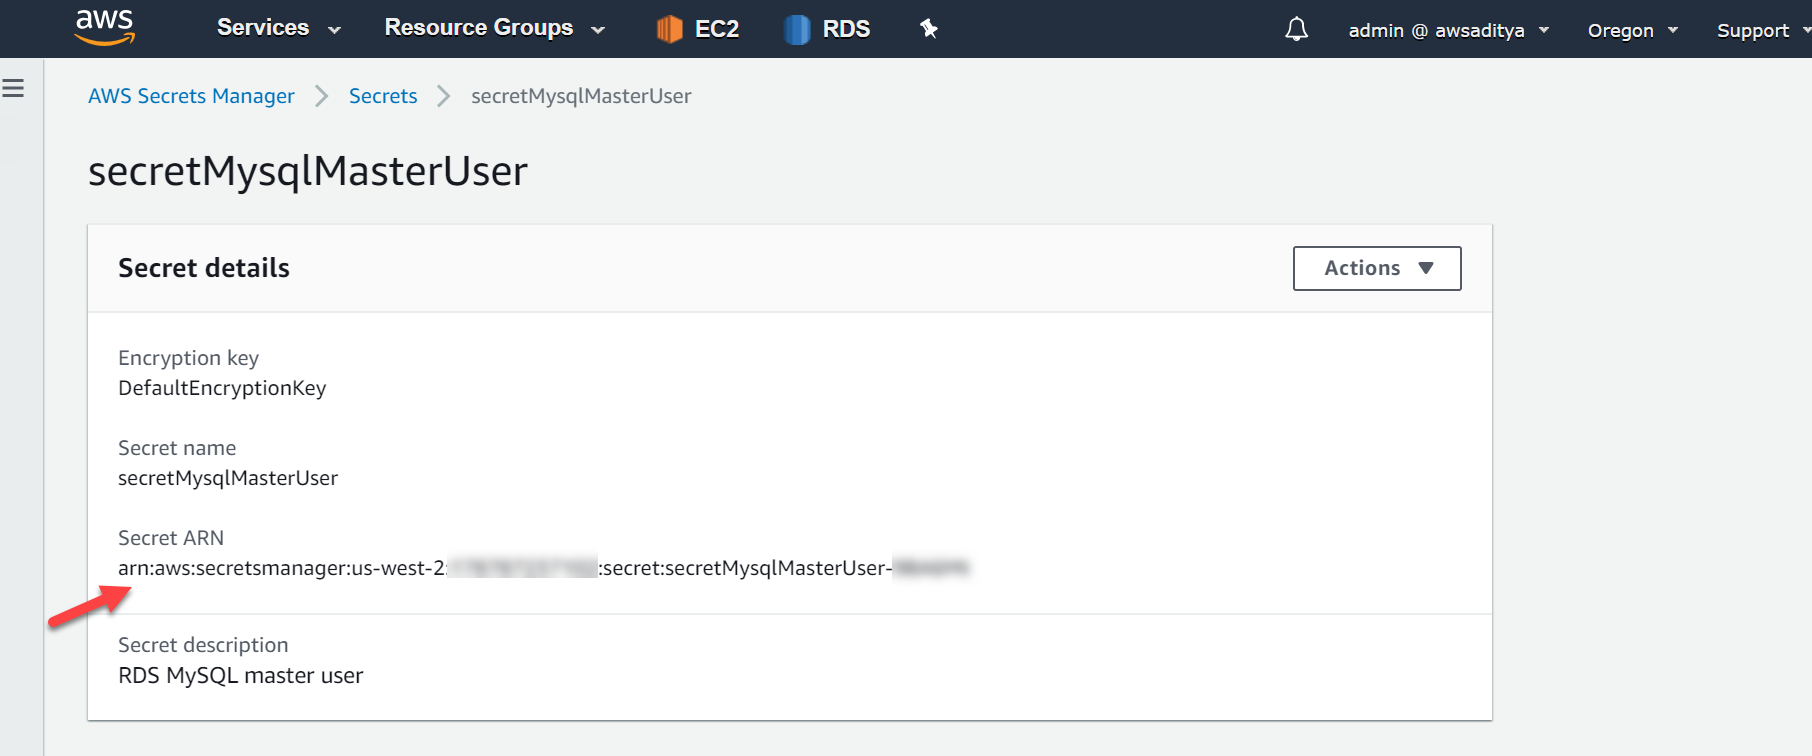 aws Services Resource Groups EC2 RDS admin @ awsaditya Oregon Support
AWS Secrets Manager Secrets secretMysqlMasterUser
secretMysqlMasterUser
Secret details Actions
Encryption key
DefaultEncryptionKey
Secret name
secretMysqlMasterUser
Secret ARN
arn:aws:secretsmanager:us-west-2: :secret:secretMysqlMasterUser-
Secret description
RDS MySQL master user